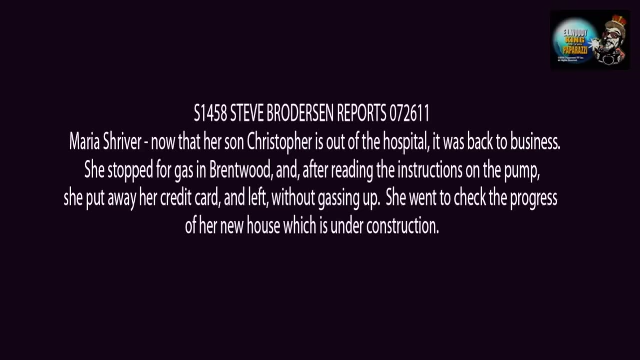 CELEBRITY
PAPARAZZI
S1458 STEVE BRODERSEN REPORTS 072611
Maria Shriver - now that her son Christopher is out of the hospital, it was back to business.
She stopped for gas in Brentwood, and, after reading the instructions on the pump,
she put away her credit card, and left, without gassing up. She went to check the progress
of her new house which is under construction.